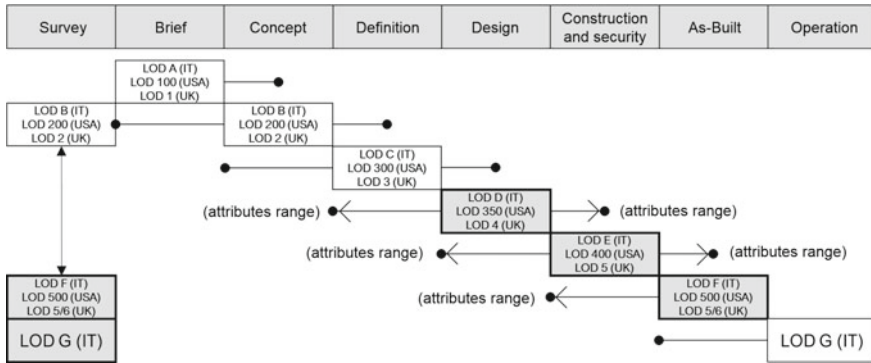 Survey
Brief
Concept
Definition
Design
Construction
and security
As-Built
Operation
LOD A (IT)
LOD 100 (USA)
LOD 1 (UK)
LOD B (IT)
LOD 200 (USA)
LOD 2 (UK)
LOD B (IT)
LOD 200 (USA)
LOD 2 (UK)
LOD C (IT)
LOD 300 (USA)
LOD 3 (UK)
(attributes range)
LOD D (IT)
LOD 350 (USA)
LOD 4 (UK)
(attributes range)
(attributes range)
LOD E (IT)
LOD 400 (USA)
LOD 5 (UK)
(attributes range)
LOD F (IT)
LOD 500 (USA)
LOD 5/6 (UK)
(attributes range)
LOD F (IT)
LOD 500 (USA)
LOD 5/6 (UK)
LOD G (IT)
LOD G (IT)